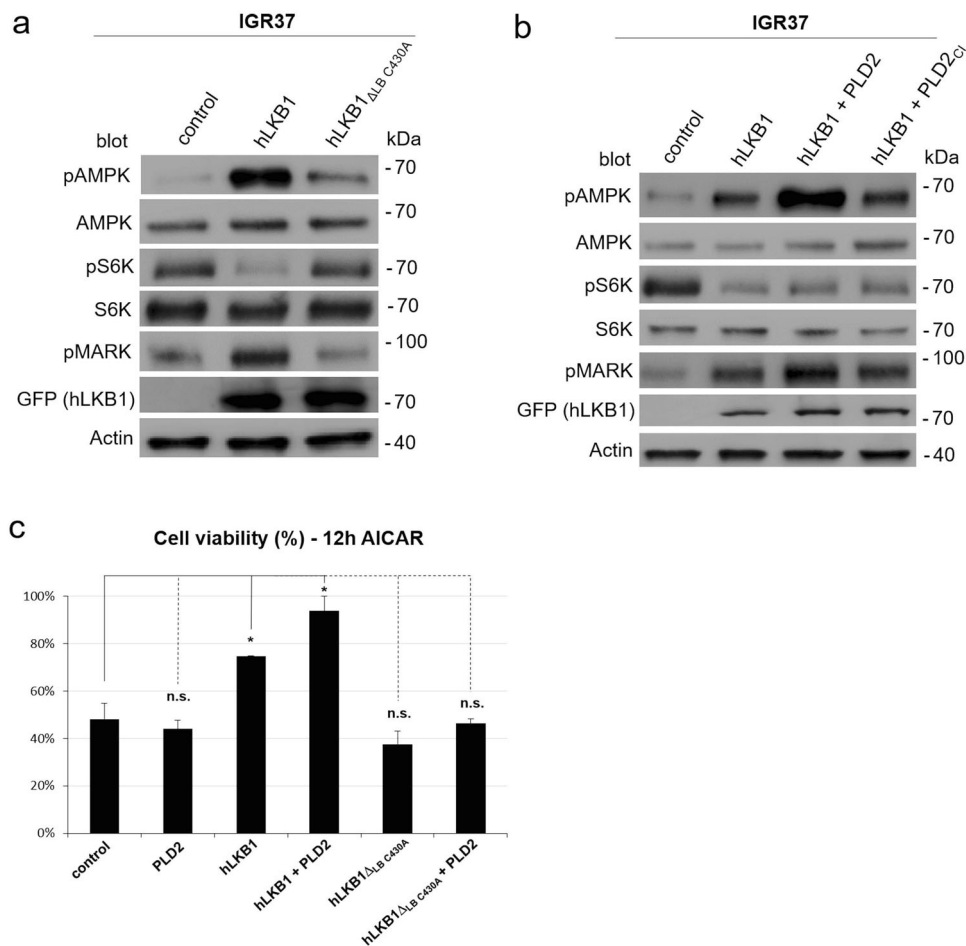 a
IGR37
control
hLKB1
hLKB1ΔLB C430A
blot
kDa
pAMPK
- 70
AMPK
- 70
pS6K
- 70
S6K
- 70
pMARK
- 100
GFP (hLKB1)
- 70
Actin
- 40
b
IGR37
control
hLKB1
hLKB1 + PLD2
hLKB1 + PLD2CI
blot
kDa
pAMPK
- 70
AMPK
- 70
pS6K
- 70
S6K
- 70
pMARK
- 100
GFP (hLKB1)
- 70
Actin
- 40
c
Cell viability (%) - 12h AICAR
100%
80%
60%
40%
20%
0%
n.s.
*
*
n.s.
n.s.
control
PLD2
hLKB1
hLKB1 + PLD2
hLKB1ΔLB C430A
hLKB1ΔLB C430A + PLD2